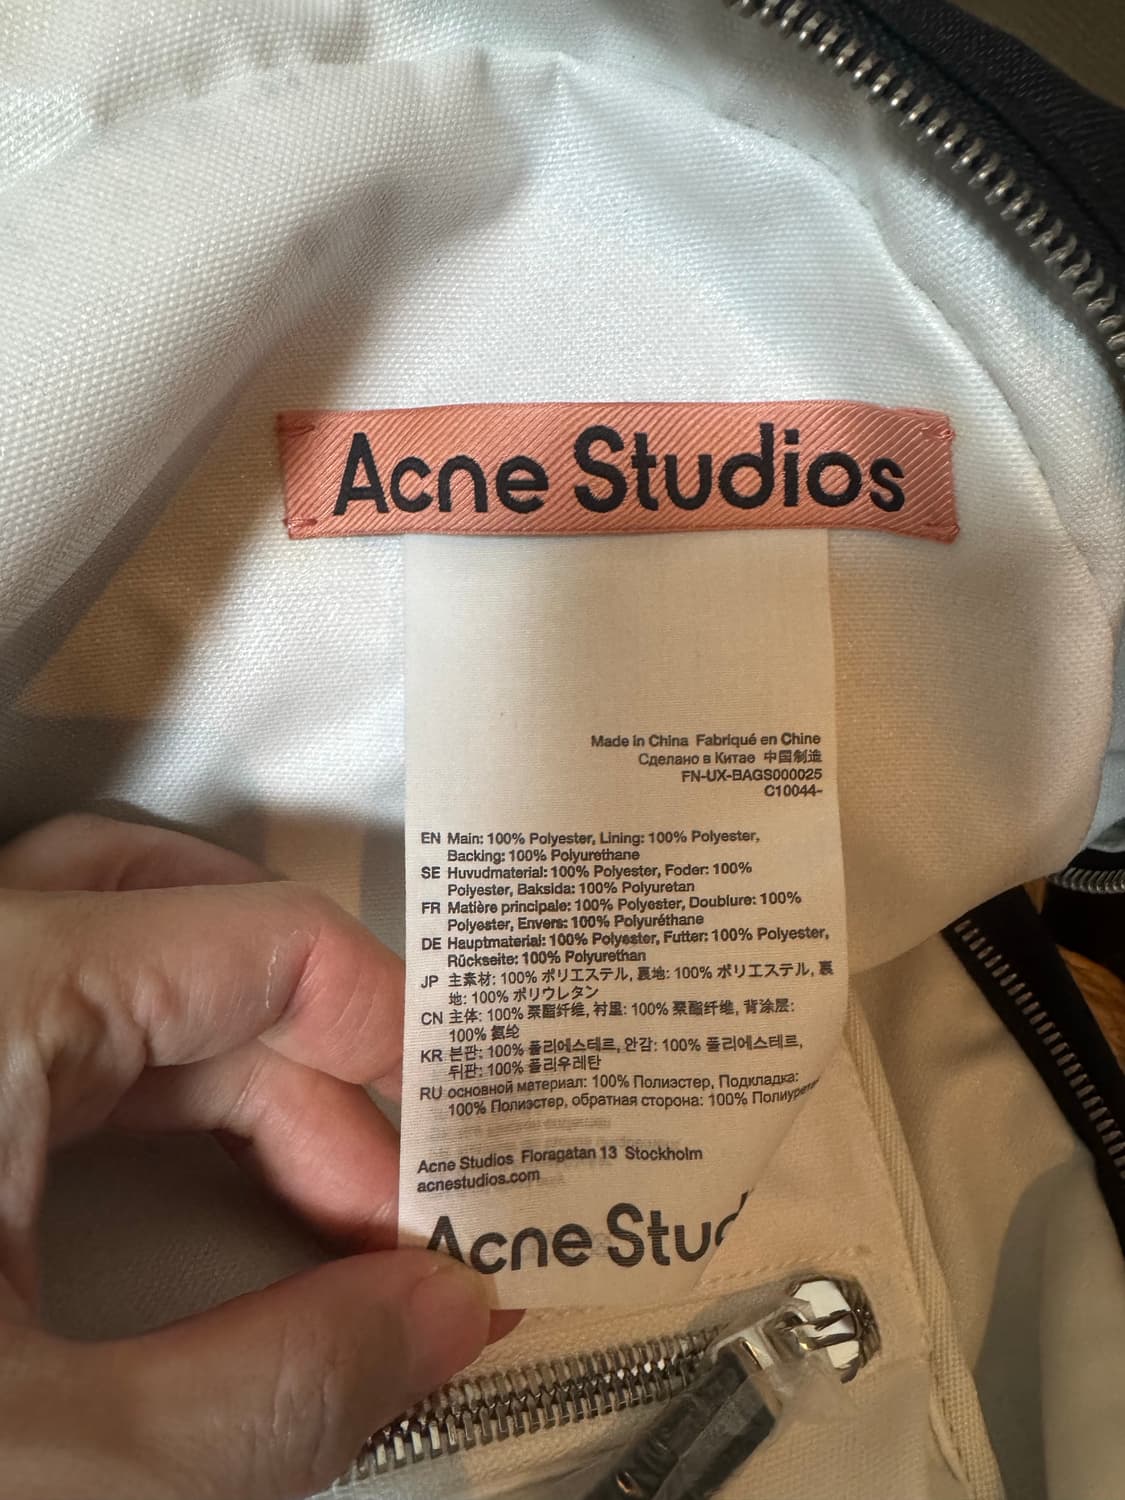 Acne Studios
Made in China Fabriqué en Chine
Сделано в Китае 中国制造
FN-UX-BAGS000025
C10044-
EN Main: 100% Polyester, Lining: 100% Polyester,
Backing: 100% Polyurethane
SE Huvudmaterial: 100% Polyester, Foder: 100%
Polyester, Baksida: 100% Polyuretan
FR Matière principale: 100% Polyester, Doublure: 100%
Polyester, Envers: 100% Polyuréthane
DE Hauptmaterial: 100% Polyester, Futter: 100% Polyester,
Rückseite: 100% Polyurethan
JP 主素材: 100% ポリエステル, 裏地: 100% ポリエステル, 裏
地: 100% ポリウレタン
CN 主体: 100% 聚酯纤维, 衬里: 100% 聚酯纤维, 背涂层:
100% 氨纶
KR 본판: 100% 폴리에스테르, 안감: 100% 폴리에스테르,
뒤판: 100% 폴리우레탄
RU основной материал: 100% Полиэстер, Подкладка:
100% Полиэстер, обратная сторона: 100%
Acne Studios Floragatan 13 Stockholm
acnestudios.com
Acne Stud